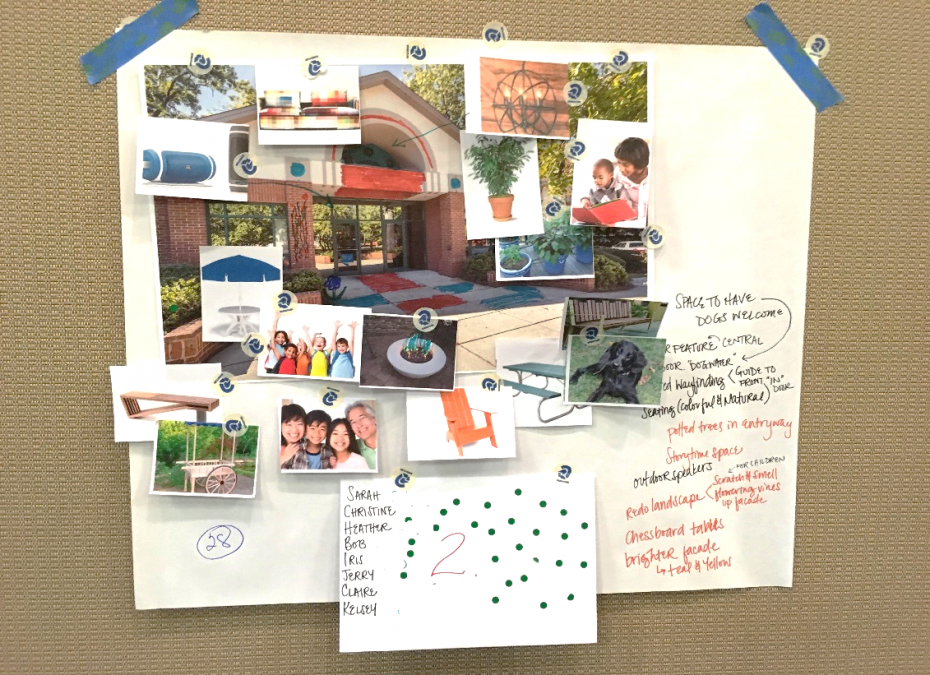 SPACE TO HAVE
DOGS WELCOME
FEATURE" CENTRAL
"DOGWATER"
Wayfinding < GUIDE TO
FRONT "IN"
DOOR
seating (colorful & Natural)
potted trees in entryway
Storytime space
outdoor speakers
FOR CHILDREN
Redo landscape < Scratch & Smell
flowering vines
up facade
Chessboard tables
brighter facade
↳ teal & yellows
SARAH
CHRISTINE
HEATHER
BOB
IRIS
JERRY
CLAIRE
KELSEY
2
28